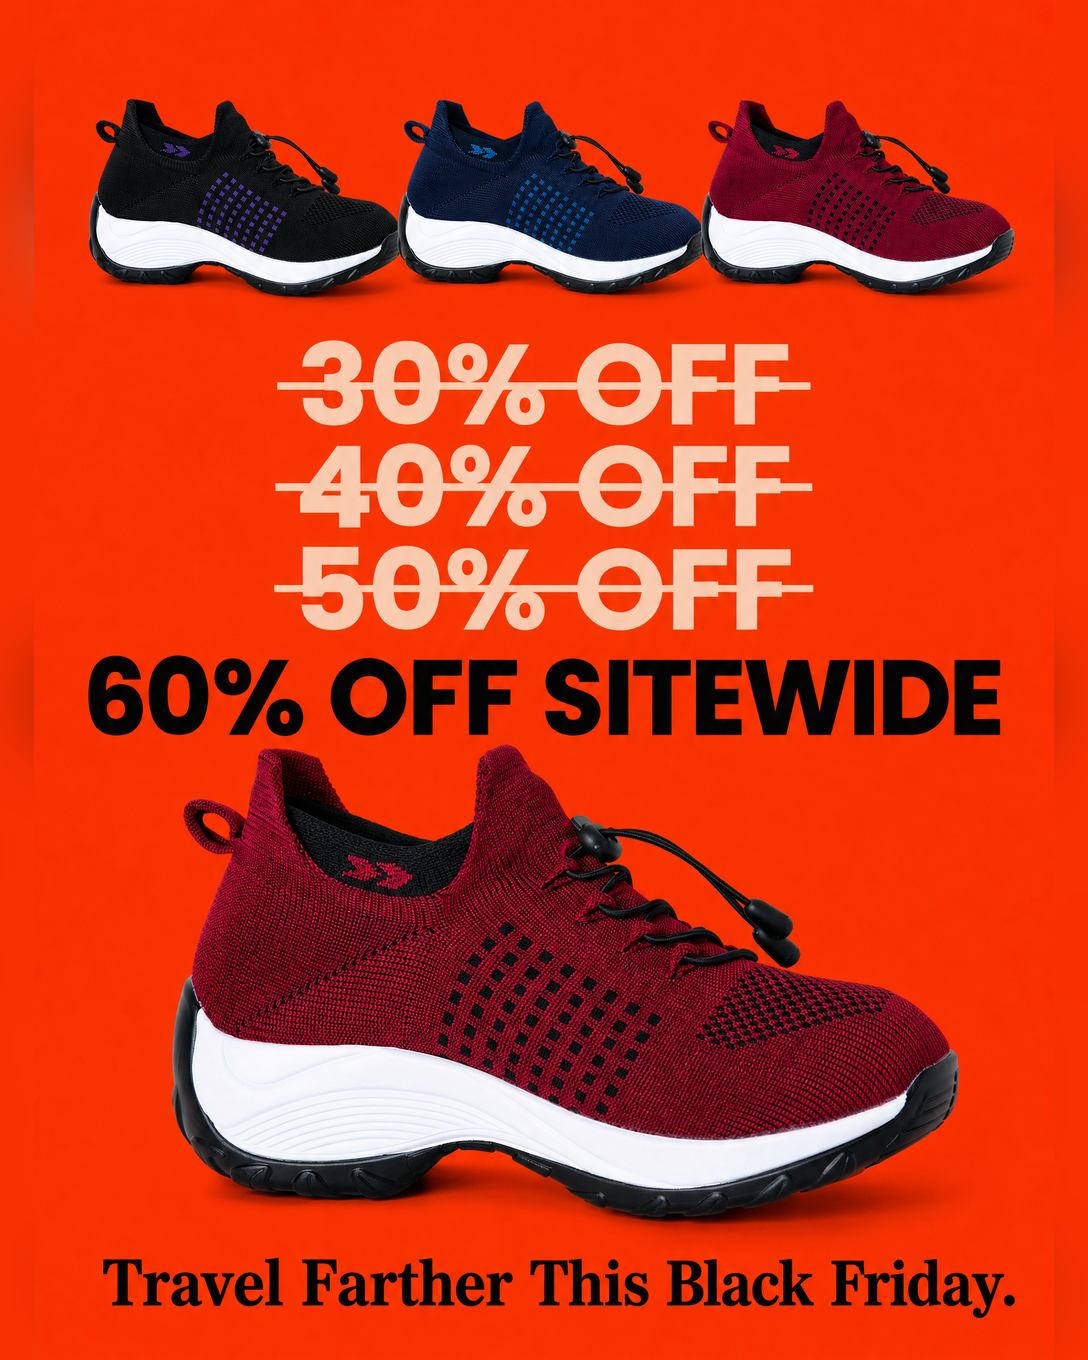 30% OFF
40% OFF
50% OFF
60% OFF SITEWIDE
Travel Farther This Black Friday.